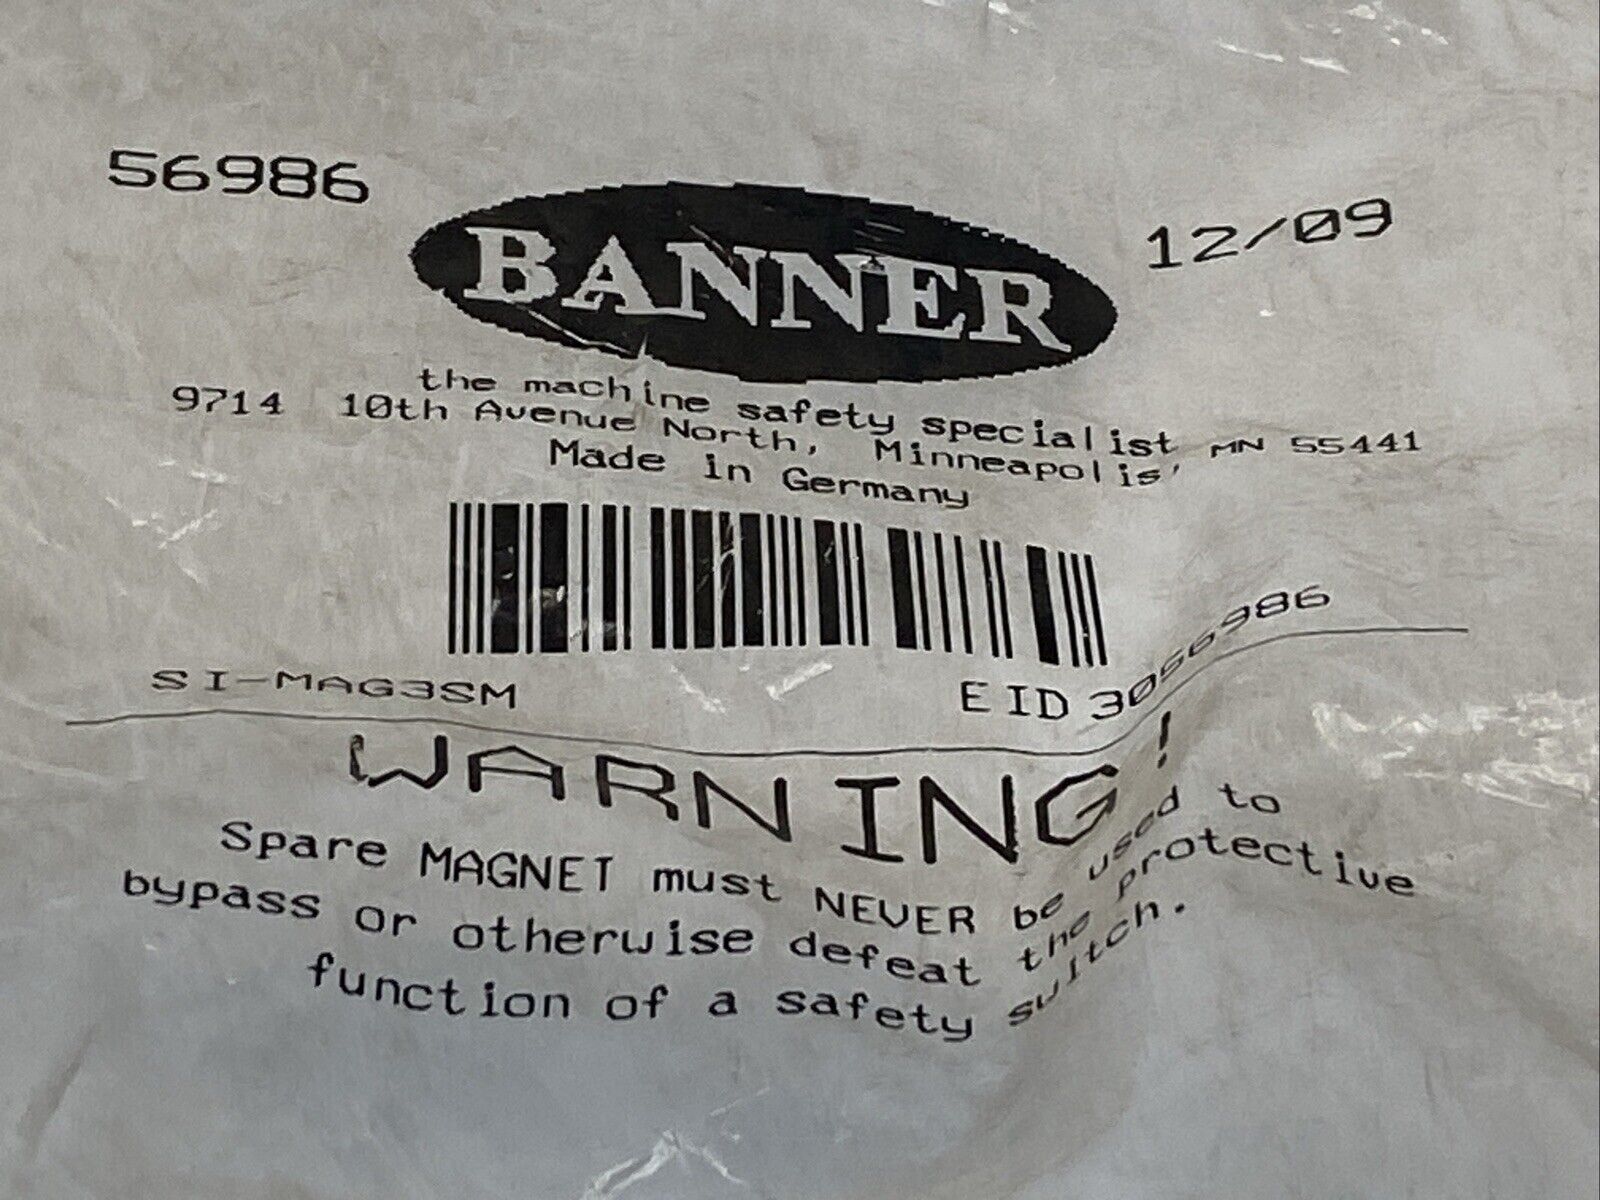 56986
BANNER
12/09
the machine safety specialist
9714 10th Avenue North, Minneapolis, MN 55441
Made in Germany
SI-MAG3SM
EID 3056986
WARNING!
Spare MAGNET must NEVER be used to
bypass or otherwise defeat the protective
function of a safety switch.